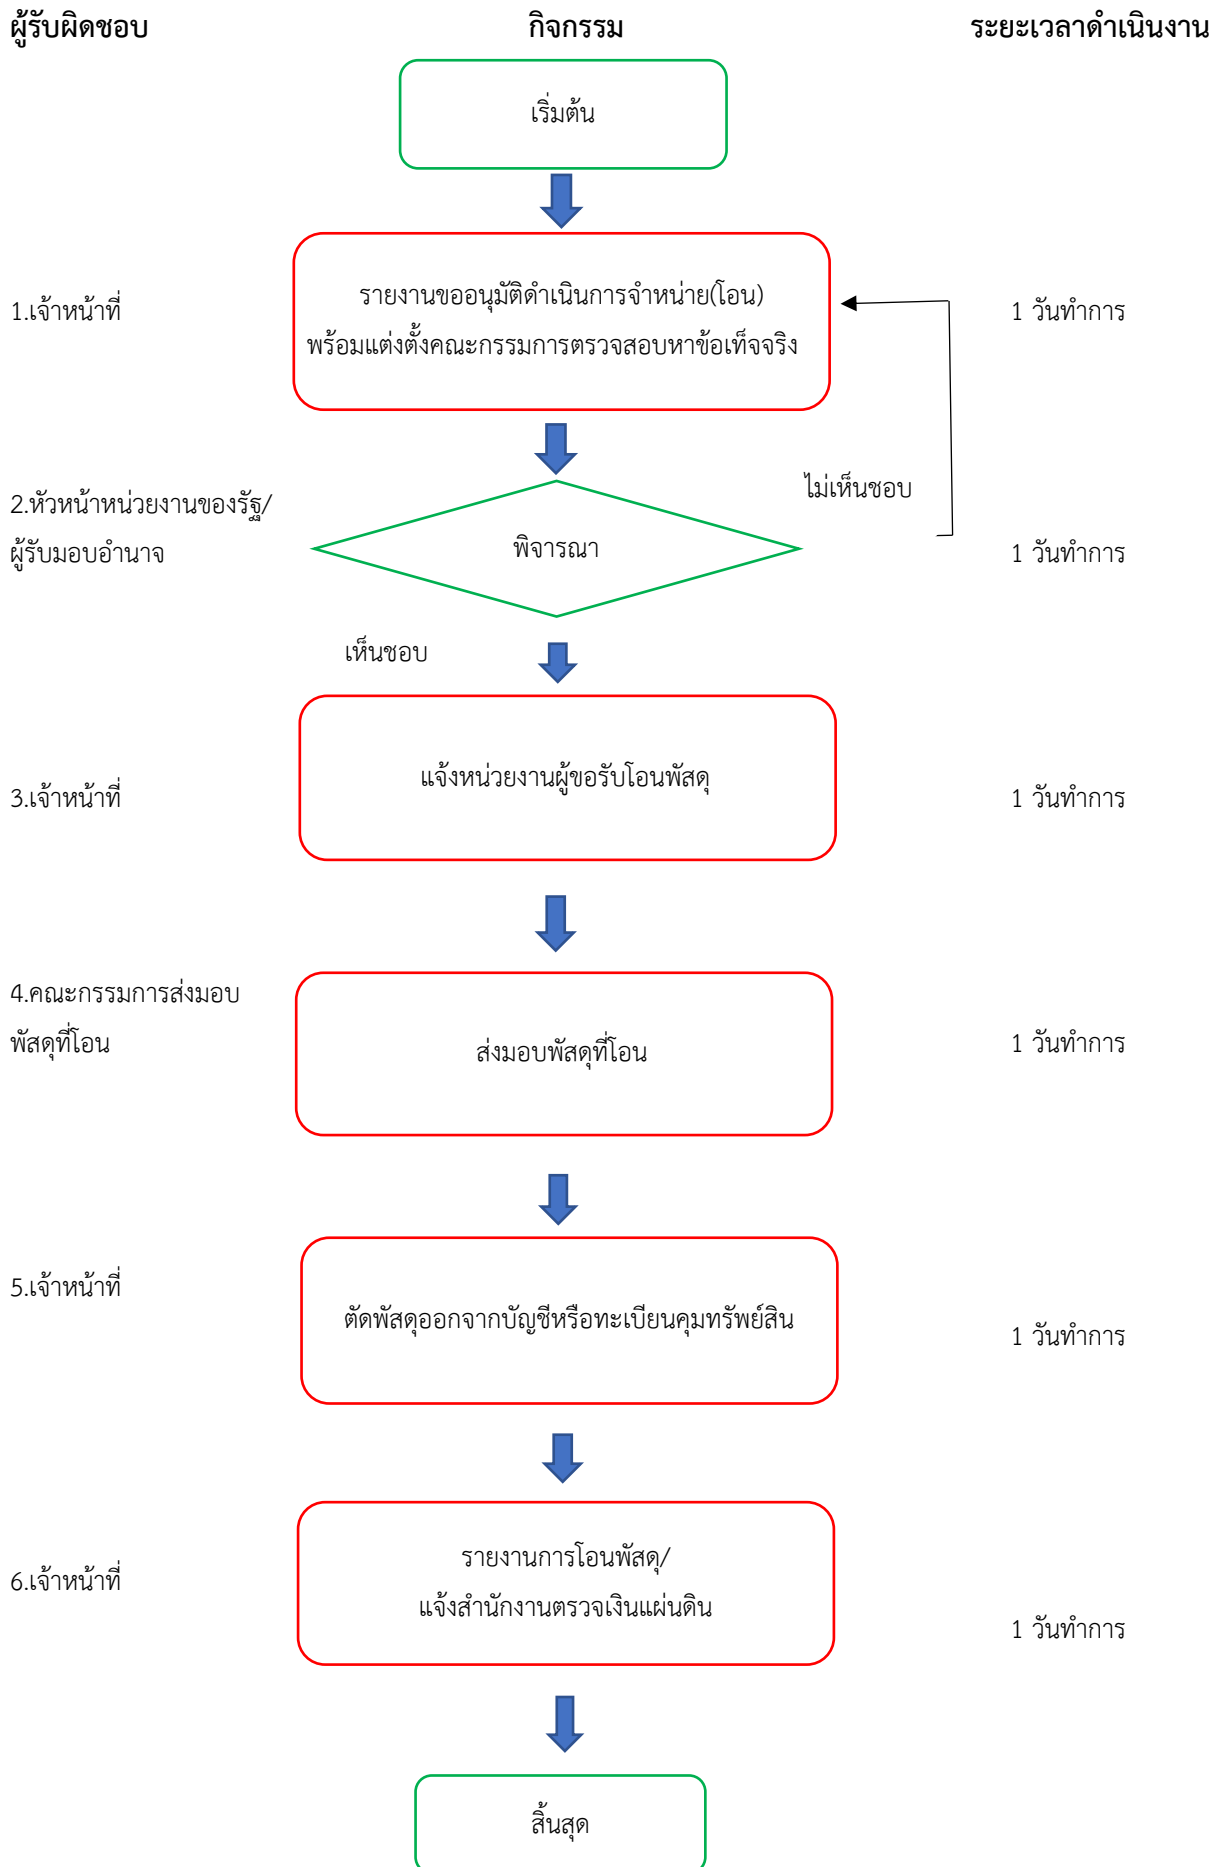 ผู้รับผิดชอบ กิจกรรม ระยะเวลาดำเนินงาน
เริ่มต้น
1.เจ้าหน้าที่
รายงานขออนุมัติดำเนินการจำหน่าย(โอน)
พร้อมแต่งตั้งคณะกรรมการตรวจสอบหาข้อเท็จจริง
1 วันทำการ
2.หัวหน้าหน่วยงานของรัฐ/
ผู้รับมอบอำนาจ
พิจารณา
ไม่เห็นชอบ
1 วันทำการ
เห็นชอบ
3.เจ้าหน้าที่
แจ้งหน่วยงานผู้ขอรับโอนพัสดุ
1 วันทำการ
4.คณะกรรมการส่งมอบ
พัสดุที่โอน
ส่งมอบพัสดุที่โอน
1 วันทำการ
5.เจ้าหน้าที่
ตัดพัสดุออกจากบัญชีหรือทะเบียนคุมทรัพย์สิน
1 วันทำการ
6.เจ้าหน้าที่
รายงานการโอนพัสดุ/
แจ้งสำนักงานตรวจเงินแผ่นดิน
1 วันทำการ
สิ้นสุด